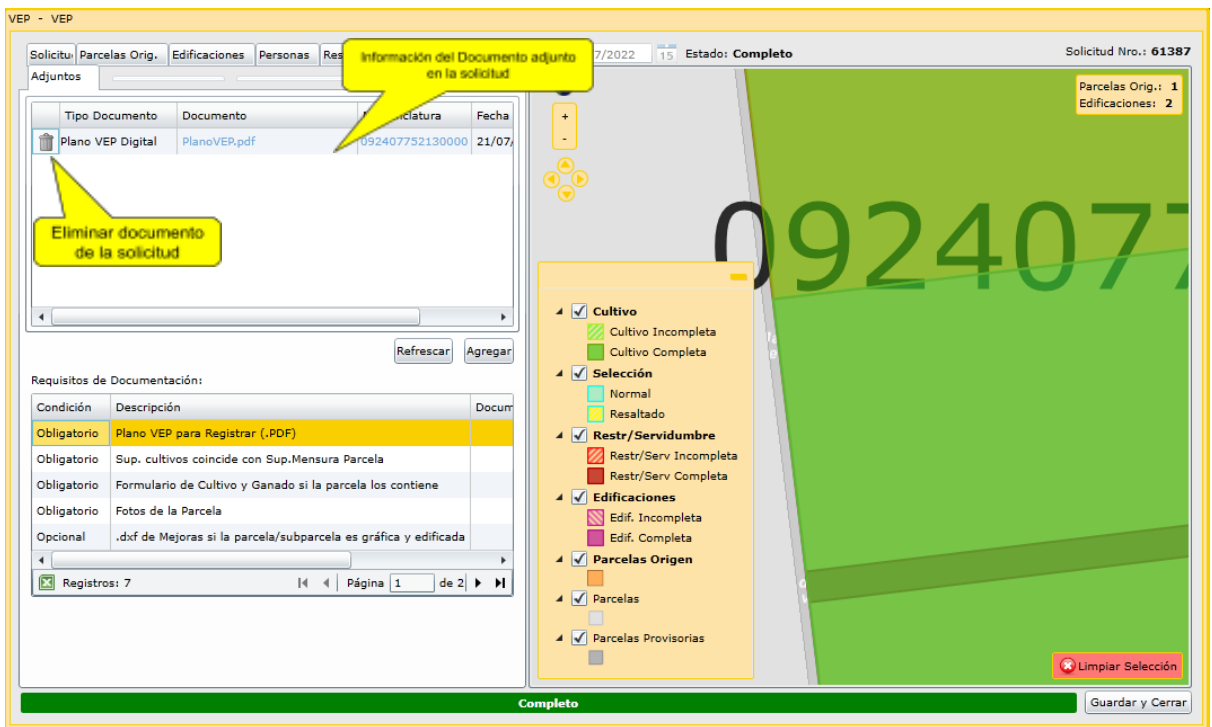 VEP - VEP
Solicitu Parcelas Orig. Edificaciones Personas Res
Información del Documento adjunto
en la solicitud
7/2022 15 Estado: Completo
Solicitud Nro.: 61387
Adjuntos
Parcelas Orig.: 1
Edificaciones: 2
Tipo Documento Documento Fecha
Plano VEP Digital PlanoVEP.pdf 092407752130000 21/07/
+
-
Eliminar documento
de la solicitud
0924077
Refrescar Agregar
Requisitos de Documentación:
Condición Descripción Docum
Obligatorio Plano VEP para Registrar (.PDF)
Obligatorio Sup. cultivos coincide con Sup.Mensura Parcela
Obligatorio Formulario de Cultivo y Ganado si la parcela los contiene
Obligatorio Fotos de la Parcela
Opcional .dxf de Mejoras si la parcela/subparcela es gráfica y edificada
Registros: 7 Página 1 de 2
Cultivo
Cultivo Incompleta
Cultivo Completa
Selección
Normal
Resaltado
Restr/Servidumbre
Restr/Serv Incompleta
Restr/Serv Completa
Edificaciones
Edif. Incompleta
Edif. Completa
Parcelas Origen
Parcelas
Parcelas Provisorias
Limpiar Selección
Completo
Guardar y Cerrar